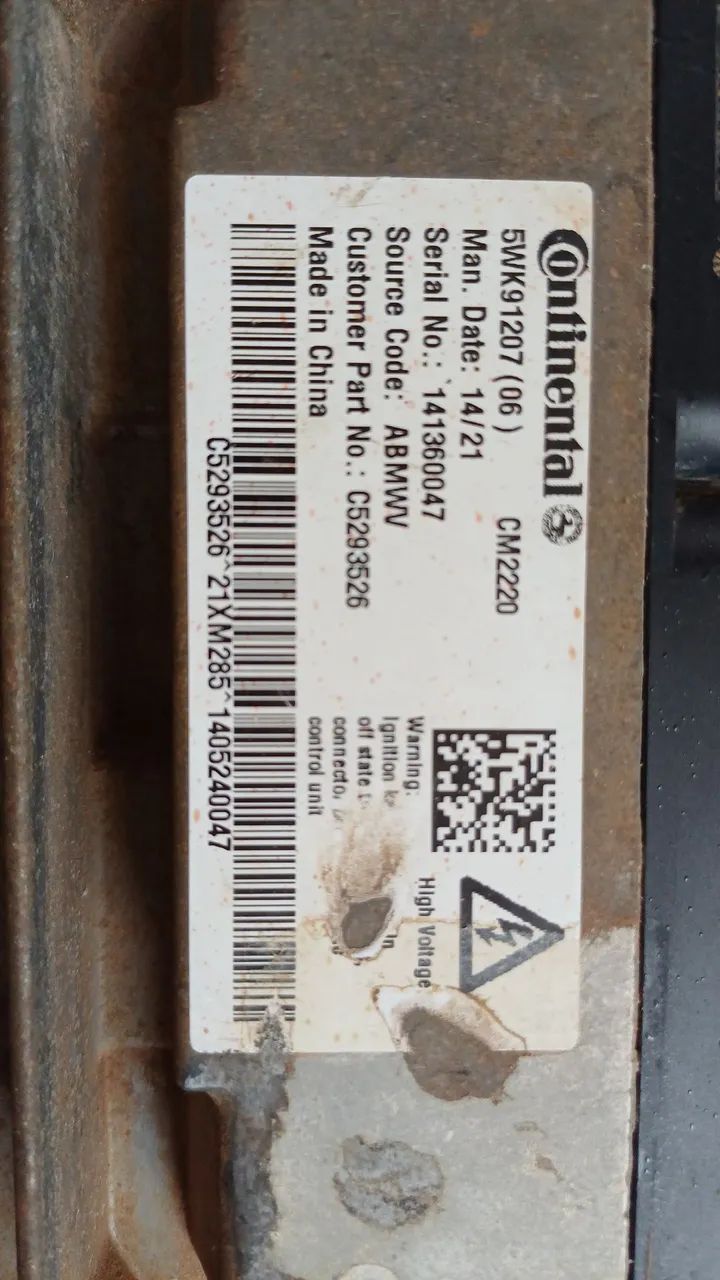 Continental
5WK91207 (06 ) CM2220
Man. Date: 14/21
Serial No.: 141360047
Source Code: ABMWV
Customer Part No.: C5293526
Made in China
High Voltage
Warning:
Ignition
off state
connecto
control unit
C5293526^21XM285^1405240047